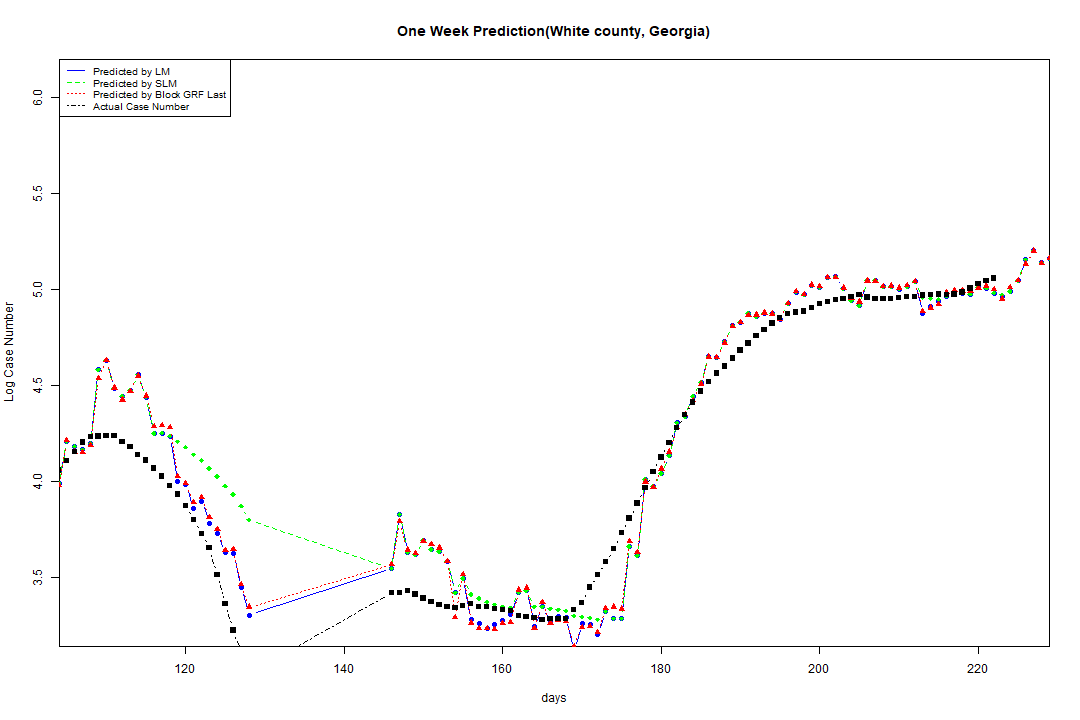 One Week Prediction(White county, Georgia)
Predicted by LM
Predicted by SLM
Predicted by Block GRF Last
Actual Case Number
6.0
5.5
5.0
4.5
4.0
3.5
Log Case Number
120 140 160 180 200 220
days